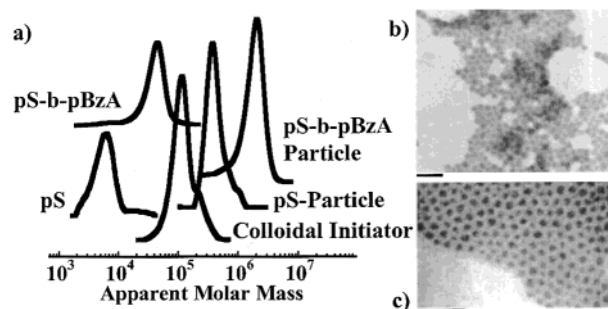 a)
b)
pS-b-pBzA
pS-b-pBzA
Particle
pS
pS-Particle
Colloidal Initiator
10³ 10⁴ 10⁵ 10⁶ 10⁷
Apparent Molar Mass
c)